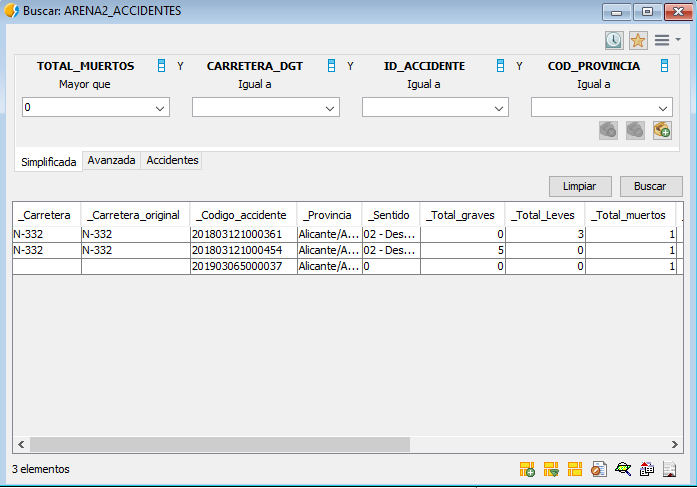 Buscar: ARENA2_ACCIDENTES
TOTAL_MUERTOS Y CARRETERA_DGT Y ID_ACCIDENTE Y COD_PROVINCIA
Mayor que Igual a Igual a Igual a
0
Simplificada Avanzada Accidentes
Limpiar Buscar
_Carretera _Carretera_original _Codigo_accidente _Provincia _Sentido _Total_graves _Total_Leves _Total_muertos
N-332 N-332 201803121000361 Alicante/A... 02 - Des... 0 3 1
N-332 N-332 201803121000454 Alicante/A... 02 - Des... 5 0 1
201903065000037 Alicante/A... 0 0 0 1
3 elementos